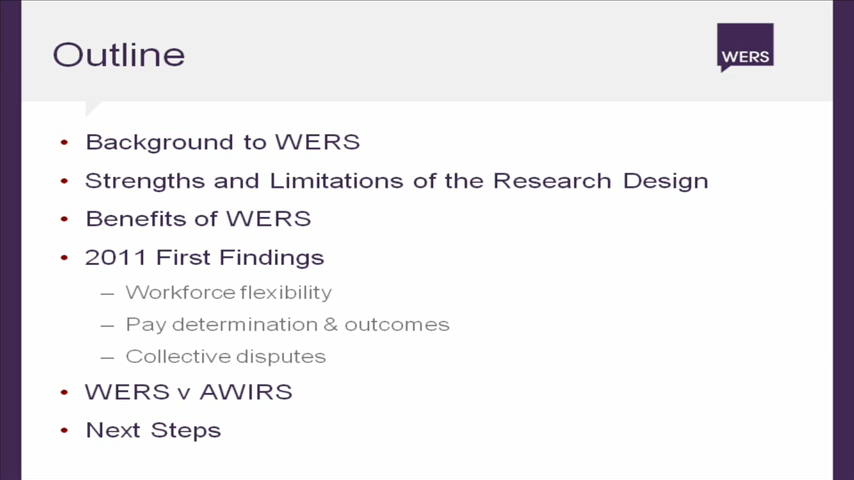 Outline
WERS
• Background to WERS
• Strengths and Limitations of the Research Design
• Benefits of WERS
• 2011 First Findings
– Workforce flexibility
– Pay determination & outcomes
– Collective disputes
• WERS v AWIRS
• Next Steps